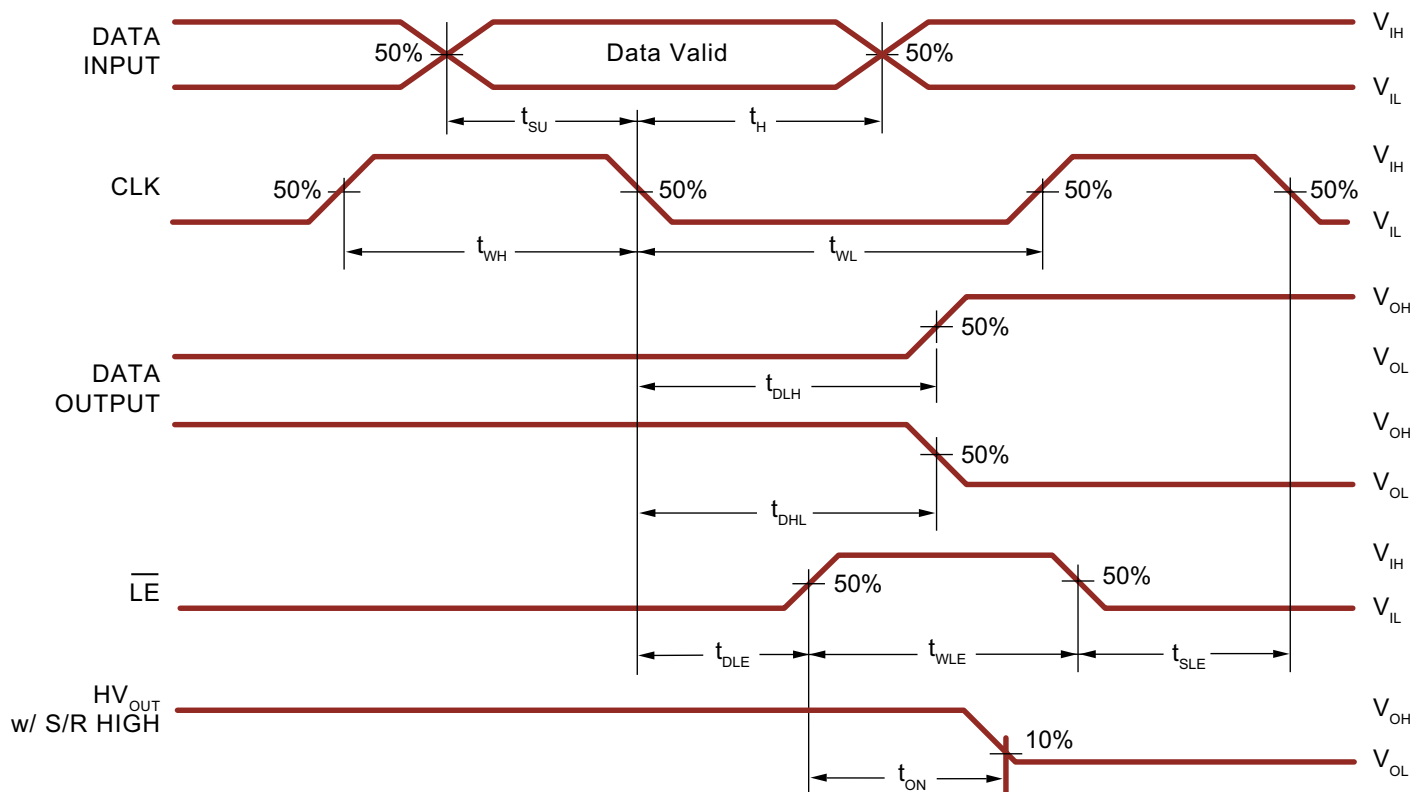 DATA
INPUT
50%
Data Valid
50%
VIH
VIL
tSU
tH
CLK
50%
50%
50%
50%
VIH
VIL
tWH
tWL
DATA
OUTPUT
50%
VOH
VOL
tDLH
50%
VOH
VOL
tDHL
LE
50%
50%
VIH
VIL
tDLE
tWLE
tSLE
HVOUT
w/ S/R HIGH
10%
VOH
VOL
tON